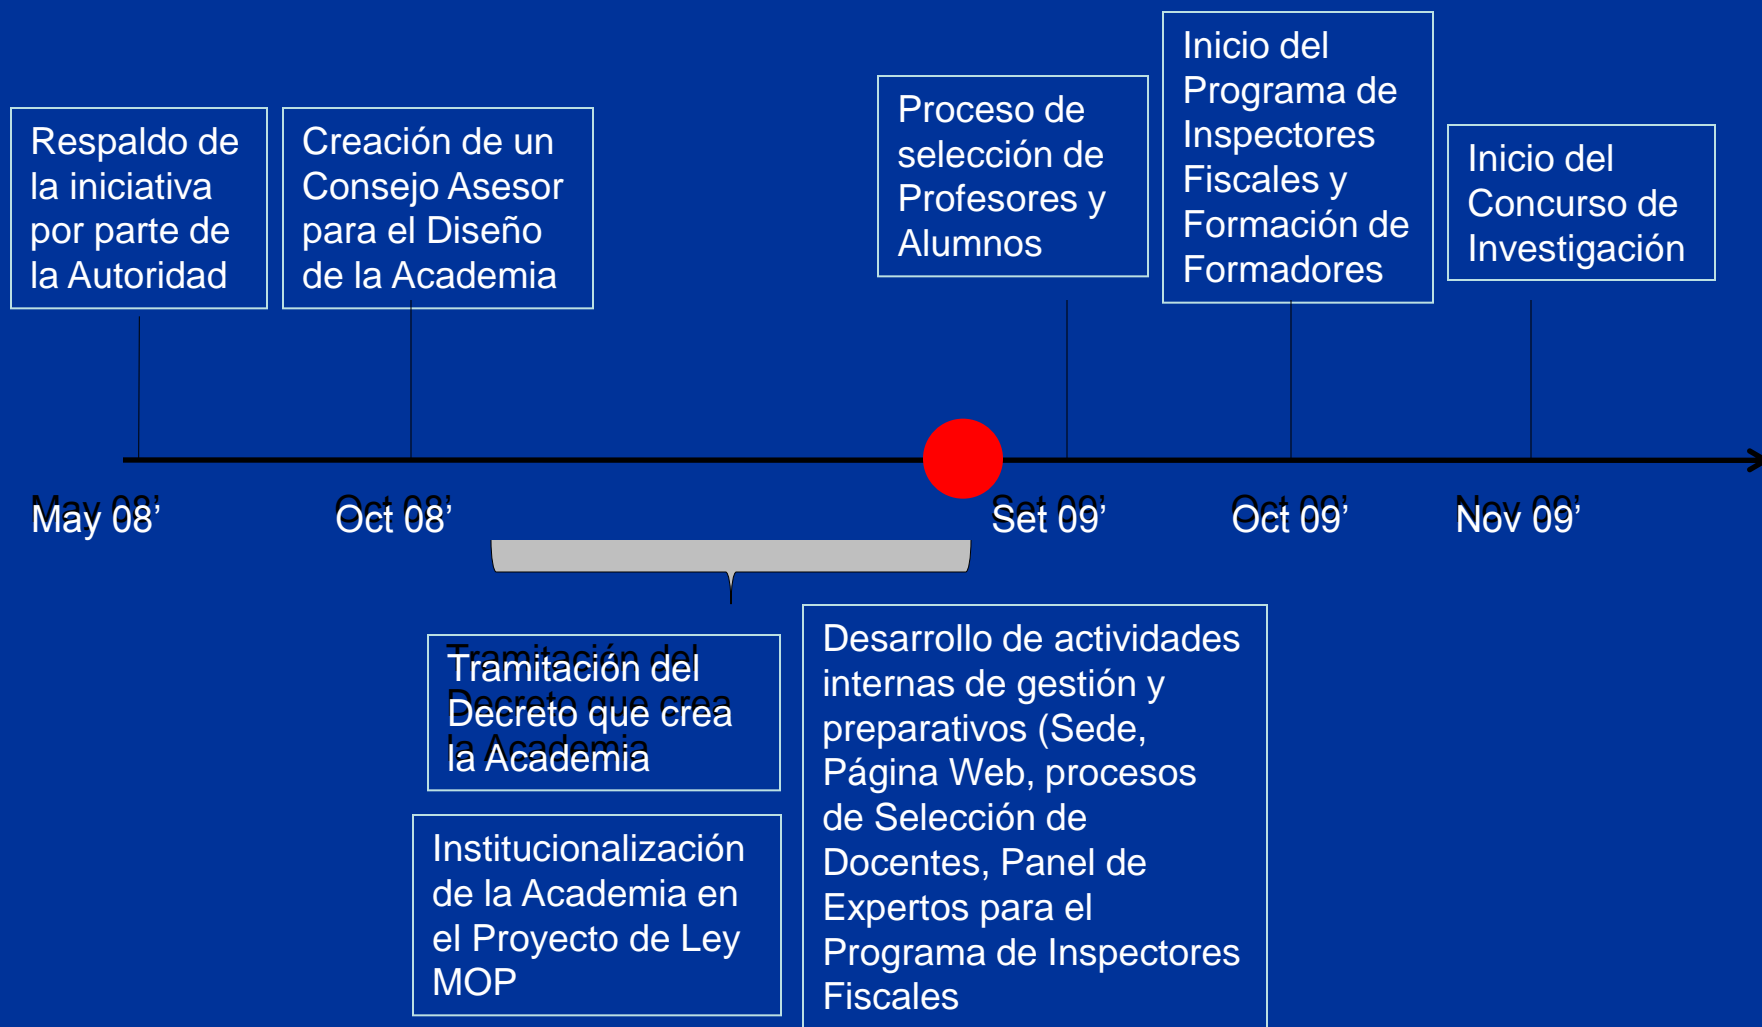 Respaldo de
la iniciativa
por parte de
la Autoridad
Creación de un
Consejo Asesor
para el Diseño
de la Academia
Proceso de
selección de
Profesores y
Alumnos
Inicio del
Programa de
Inspectores
Fiscales y
Formación de
Formadores
Inicio del
Concurso de
Investigación
May 08’
Oct 08’
Set 09’
Oct 09’
Nov 09’
Tramitación del
Decreto que crea
la Academia
Institucionalización
de la Academia en
el Proyecto de Ley
MOP
Desarrollo de actividades
internas de gestión y
preparativos (Sede,
Página Web, procesos
de Selección de
Docentes, Panel de
Expertos para el
Programa de Inspectores
Fiscales